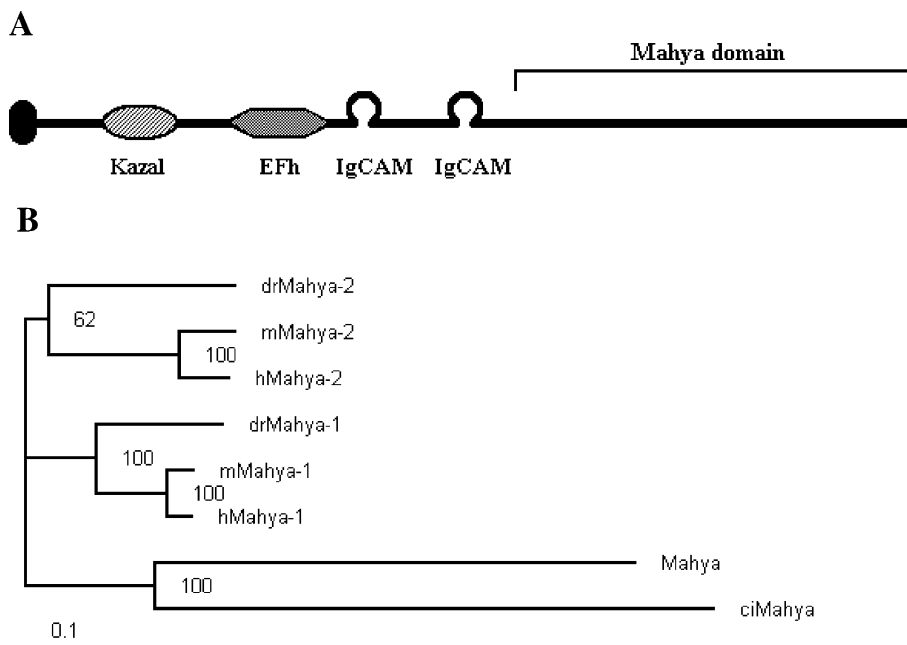 A
Mahya domain
Kazal EFh IgCAM IgCAM
B
drMahya-2
62
mMahya-2
100
hMahya-2
drMahya-1
100
mMahya-1
100
hMahya-1
Mahya
100
ciMahya
0.1